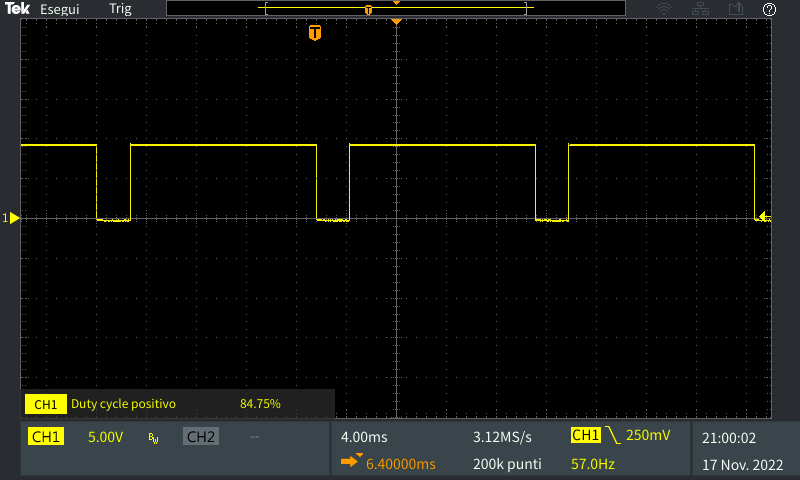 Tek Esegui Trig
T
T
1
CH1 Duty cycle positivo 84.75%
CH1 5.00V BW CH2 -- 4.00ms 3.12MS/s CH1 250mV 21:00:02
6.40000ms 200k punti 57.0Hz 17 Nov. 2022